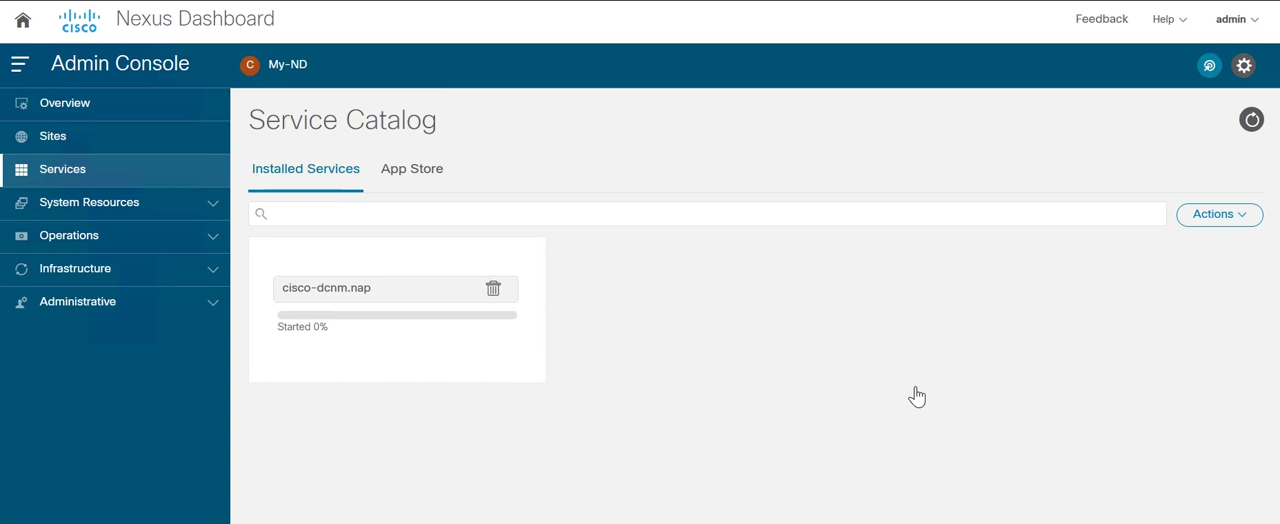 CISCO Nexus Dashboard
Feedback Help admin
Admin Console
C My-ND
Overview
Sites
Services
System Resources
Operations
Infrastructure
Administrative
Service Catalog
Installed Services App Store
Actions
cisco-dcnm.nap
Started 0%